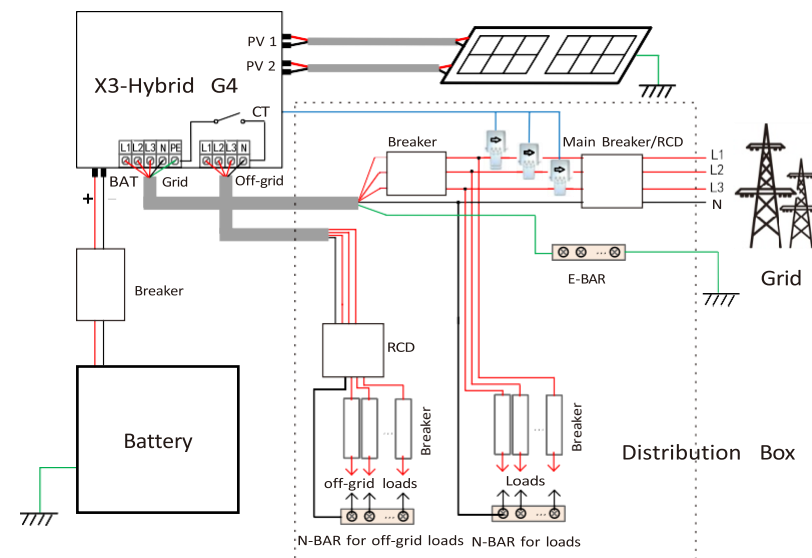 PV 1
PV 2
X3-Hybrid G4
CT
L1 L2 L3 N PE
L1 L2 L3 N
BAT
Grid
Off-grid
+
–
Breaker
Main Breaker/RCD
L1
L2
L3
N
Grid
E-BAR
Breaker
RCD
Battery
Breaker
Breaker
...
...
off-grid loads
Loads
Distribution Box
...
...
...
N-BAR for off-grid loads
N-BAR for loads